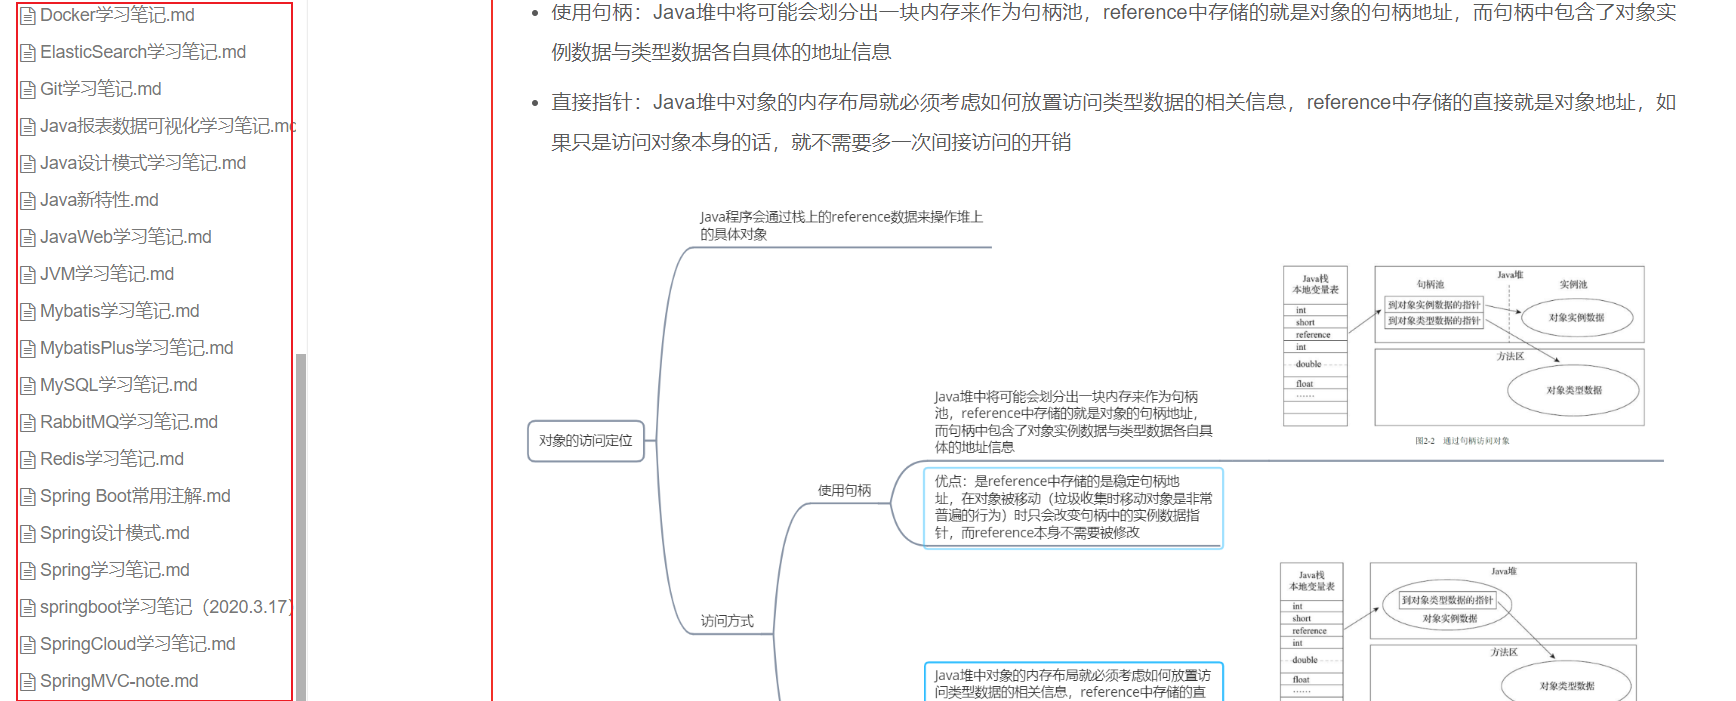 Docker学习笔记.md
ElasticSearch学习笔记.md
Git学习笔记.md
Java报表数据可视化学习笔记.md
Java设计模式学习笔记.md
Java新特性.md
JavaWeb学习笔记.md
JVM学习笔记.md
Mybatis学习笔记.md
MybatisPlus学习笔记.md
MySQL学习笔记.md
RabbitMQ学习笔记.md
Redis学习笔记.md
Spring Boot常用注解.md
Spring设计模式.md
Spring学习笔记.md
springboot学习笔记（2020.3.17）
SpringCloud学习笔记.md
SpringMVC-note.md
使用句柄：Java堆中将可能会划分出一块内存来作为句柄池，reference中存储的就是对象的句柄地址，而句柄中包含了对象实
例数据与类型数据各自具体的地址信息
直接指针：Java堆中对象的内存布局就必须考虑如何放置访问类型数据的相关信息，reference中存储的直接就是对象地址，如
果只是访问对象本身的话，就不需要多一次间接访问的开销
对象的访问定位
Java程序会通过栈上的reference数据来操作堆上
的具体对象
访问方式
使用句柄
Java堆中将可能会划分出一块内存来作为句柄
池，reference中存储的就是对象的句柄地址，
而句柄中包含了对象实例数据与类型数据各自具
体的地址信息
优点：是reference中存储的是稳定句柄地
址，在对象被移动（垃圾收集时移动对象是非常
普遍的行为）时只会改变句柄中的实例数据指
针，而reference本身不需要被修改
Java堆中对象的内存布局就必须考虑如何放置访
问类型数据的相关信息，reference中存储的直
Java栈
本地变量表
int
short
reference
int
double
float
……
Java堆
句柄池
实例池
到对象实例数据的指针
到对象类型数据的指针
对象实例数据
方法区
对象类型数据
图2-2 通过句柄访问对象
Java栈
本地变量表
int
short
reference
int
double
float
……
Java堆
到对象类型数据的指针
对象实例数据
方法区
对象类型数据